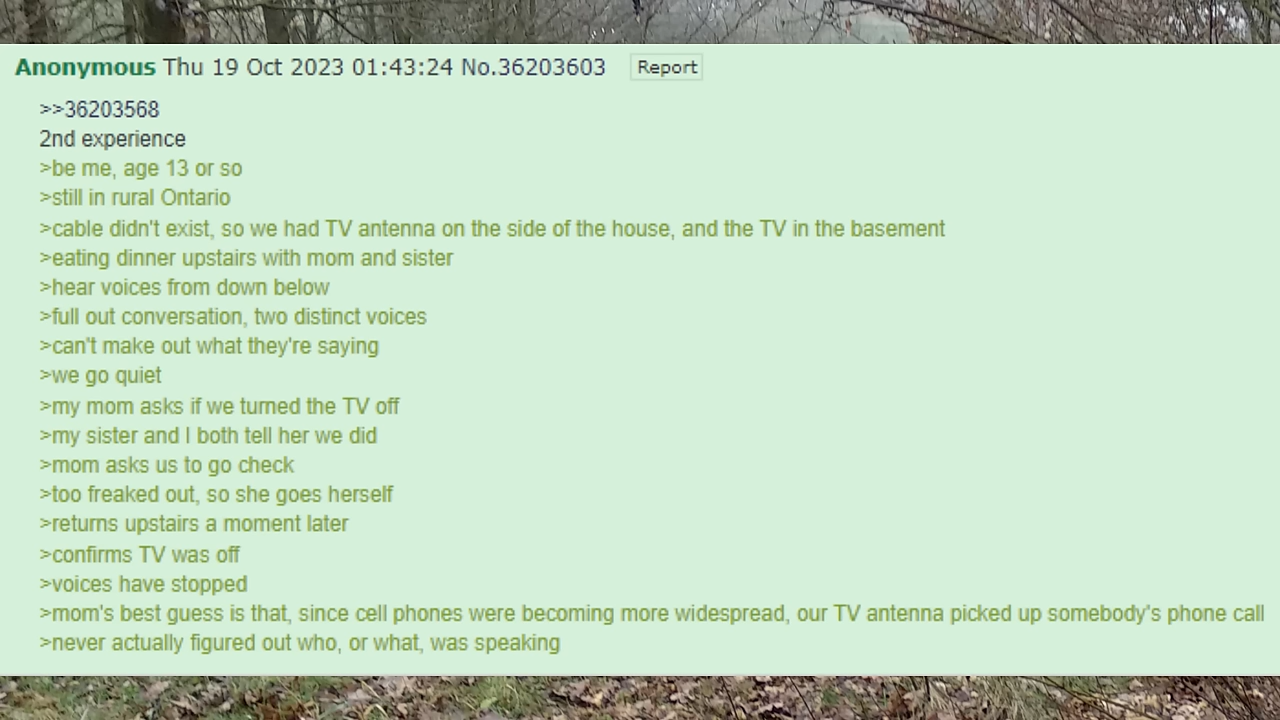 Anonymous Thu 19 Oct 2023 01:43:24 No.36203603 Report
>>36203568
2nd experience
>be me, age 13 or so
>still in rural Ontario
>cable didn't exist, so we had TV antenna on the side of the house, and the TV in the basement
>eating dinner upstairs with mom and sister
>hear voices from down below
>full out conversation, two distinct voices
>can't make out what they're saying
>we go quiet
>my mom asks if we turned the TV off
>my sister and I both tell her we did
>mom asks us to go check
>too freaked out, so she goes herself
>returns upstairs a moment later
>confirms TV was off
>voices have stopped
>mom's best guess is that, since cell phones were becoming more widespread, our TV antenna picked up somebody's phone call
>never actually figured out who, or what, was speaking